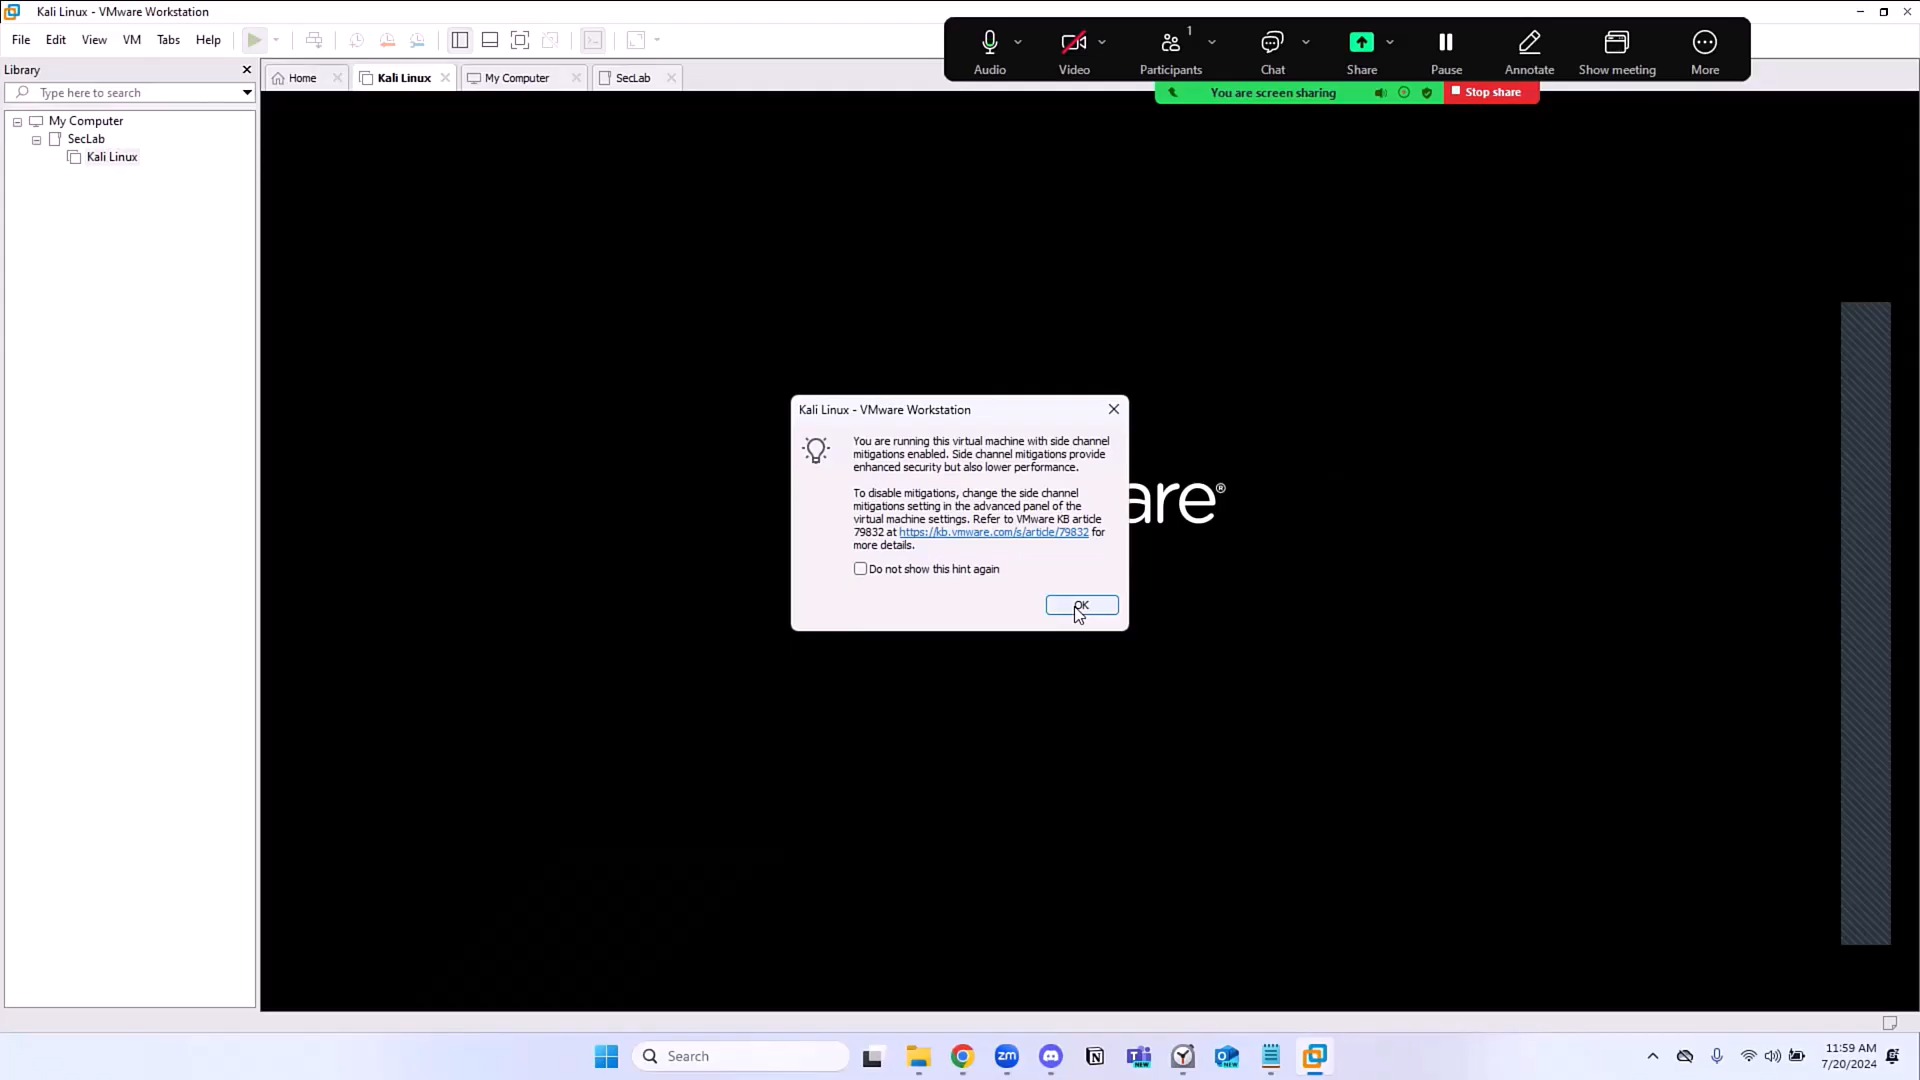 Kali Linux - VMware Workstation
File Edit View VM Tabs Help
Audio Video Participants 1 Chat Share Pause Annotate Show meeting More
You are screen sharing Stop share
Library
Type here to search
Home Kali Linux My Computer SecLab
My Computer
SecLab
Kali Linux
are®
Kali Linux - VMware Workstation
You are running this virtual machine with side channel
mitigations enabled. Side channel mitigations provide
enhanced security but also lower performance.
To disable mitigations, change the side channel
mitigations setting in the advanced panel of the
virtual machine settings. Refer to VMware KB article
79832 at https://kb.vmware.com/s/article/79832 for
more details.
Do not show this hint again
OK
Search
zm
NEW
NEW
11:59 AM
7/20/2024